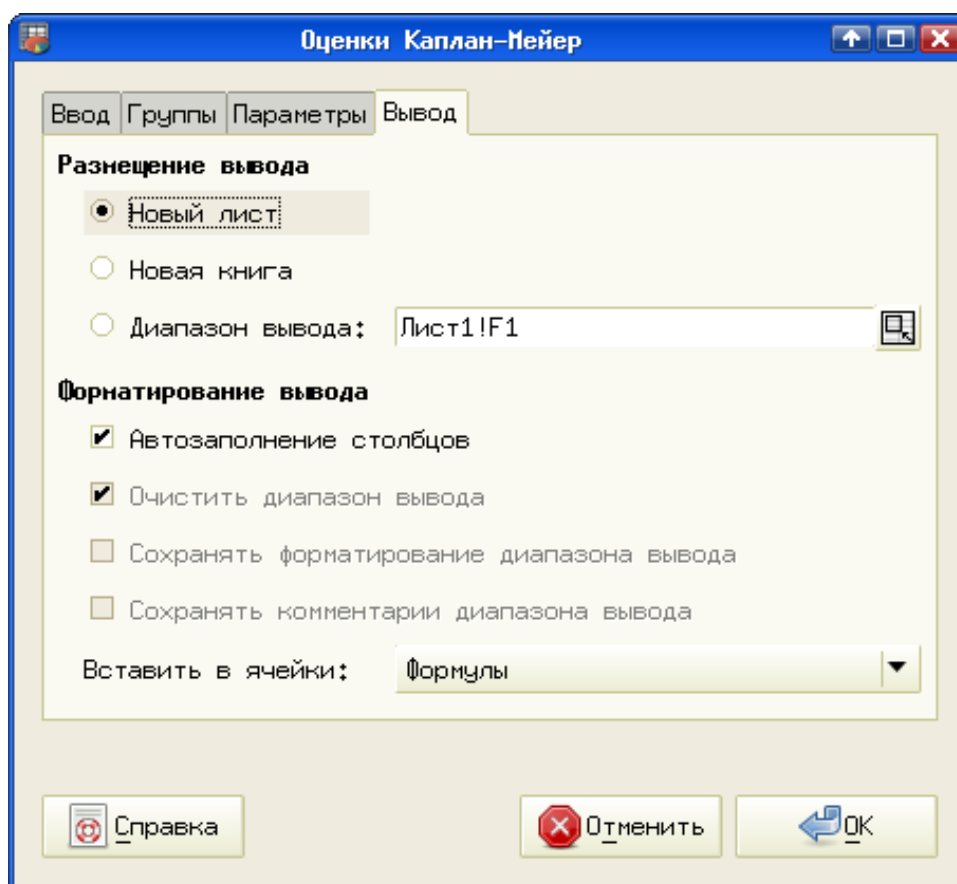 Оценки Каплан-Мейер
Ввод Группы Параметры Вывод
Размещение вывода
Новый лист
Новая книга
Диапазон вывода: Лист1!F1
Форматирование вывода
Автозаполнение столбцов
Очистить диапазон вывода
Сохранять форматирование диапазона вывода
Сохранять комментарии диапазона вывода
Вставить в ячейки: Формулы
Справка Отменить OK